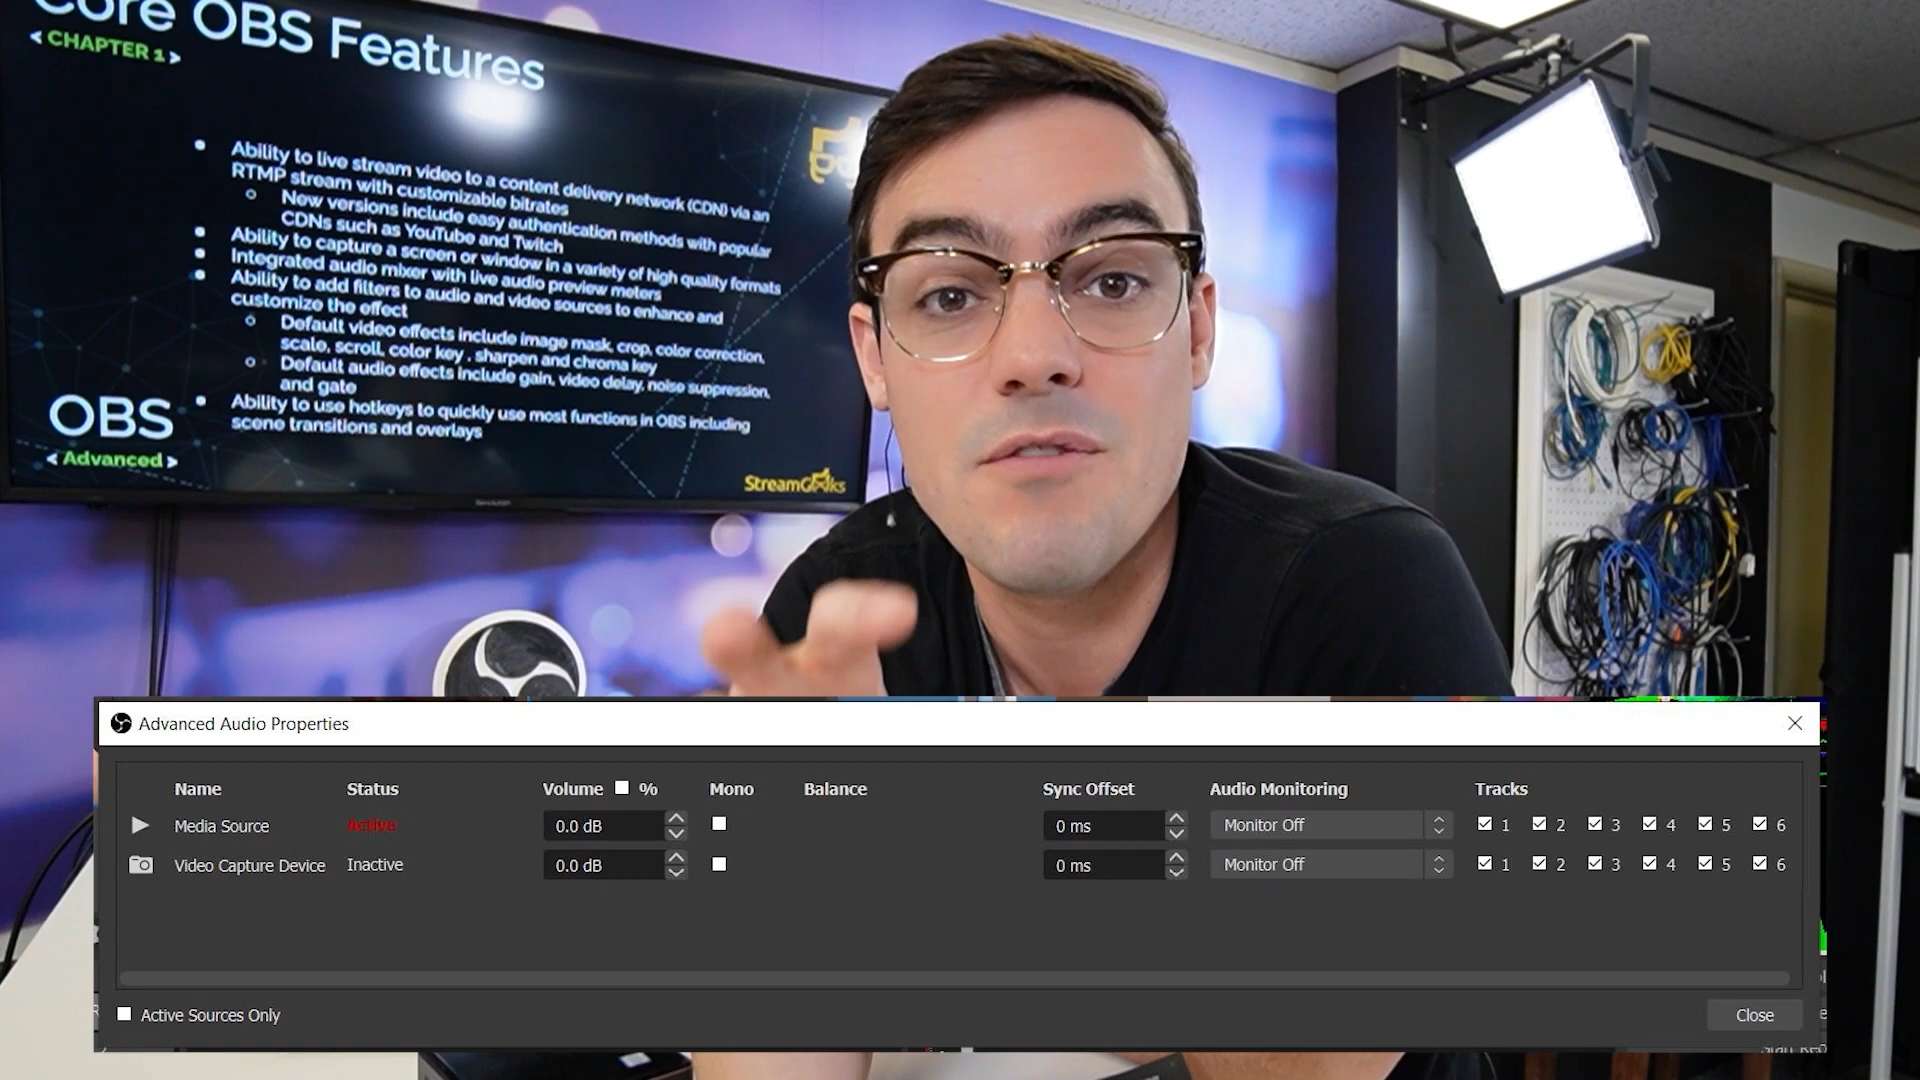 Core OBS Features
< CHAPTER 1 >
Ability to live stream video to a content delivery network (CDN) via an
RTMP stream with customizable bitrates
New versions include easy authentication methods with popular
CDNs such as YouTube and Twitch
Ability to capture a screen or window in a variety of high quality formats
Integrated audio mixer with live audio preview meters
Ability to add filters to audio and video sources to enhance and
customize the effect
Default video effects include image mask, crop, color correction,
scale, scroll, color key , sharpen and chroma key
Default audio effects include gain, video delay, noise suppression,
and gate
Ability to use hotkeys to quickly use most functions in OBS including
scene transitions and overlays
OBS
< Advanced >
StreamGeeks
SHARP
Advanced Audio Properties
Name Status Volume % Mono Balance Sync Offset Audio Monitoring Tracks
Media Source Active 0.0 dB 0 ms Monitor Off 1 2 3 4 5 6
Video Capture Device Inactive 0.0 dB 0 ms Monitor Off 1 2 3 4 5 6
Active Sources Only
Close